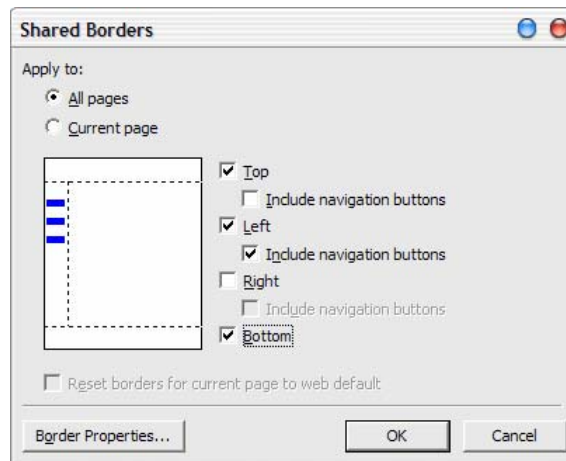 Shared Borders
Apply to:
All pages
Current page
Top
Include navigation buttons
Left
Include navigation buttons
Right
Include navigation buttons
Bottom
Reset borders for current page to web default
Border Properties...
OK
Cancel